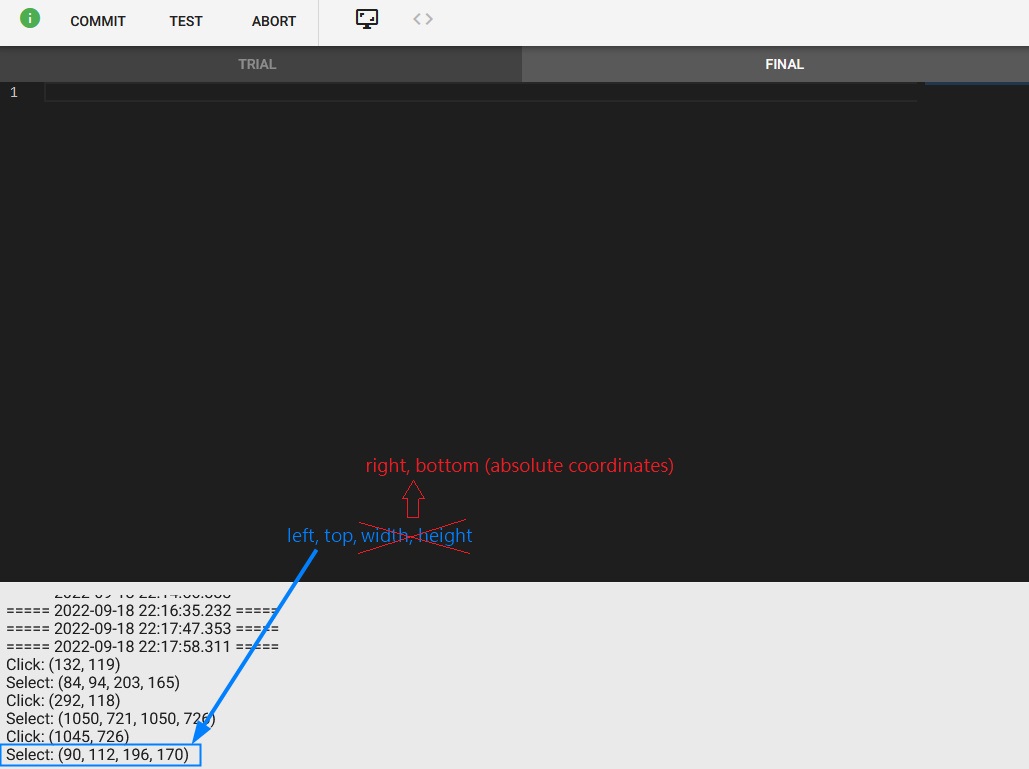 i COMMIT TEST ABORT
TRIAL FINAL
1
right, bottom (absolute coordinates)
left, top, width, height
===== 2022-09-18 22:16:35.232 =====
===== 2022-09-18 22:17:47.353 =====
===== 2022-09-18 22:17:58.311 =====
Click: (132, 119)
Select: (84, 94, 203, 165)
Click: (292, 118)
Select: (1050, 721, 1050, 726)
Click: (1045, 726)
Select: (90, 112, 196, 170)